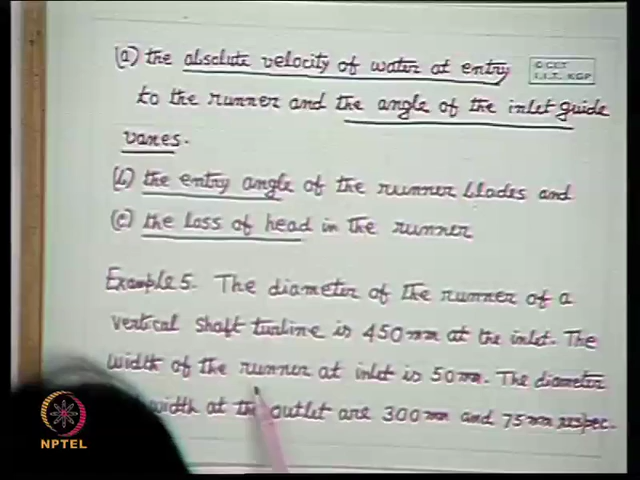 (a) the absolute velocity of water at entry
© CET
I.I.T. KGP
to the runner and the angle of the inlet guide
vanes.
(b) the entry angle of the runner blades and
(c) the loss of head in the runner
Example 5. The diameter of the runner of a
vertical shaft turbine is 450 mm at the inlet. The
width of the runner at inlet is 50 mm. The diameter
width at the outlet are 300 mm and 75 mm respec.
NPTEL